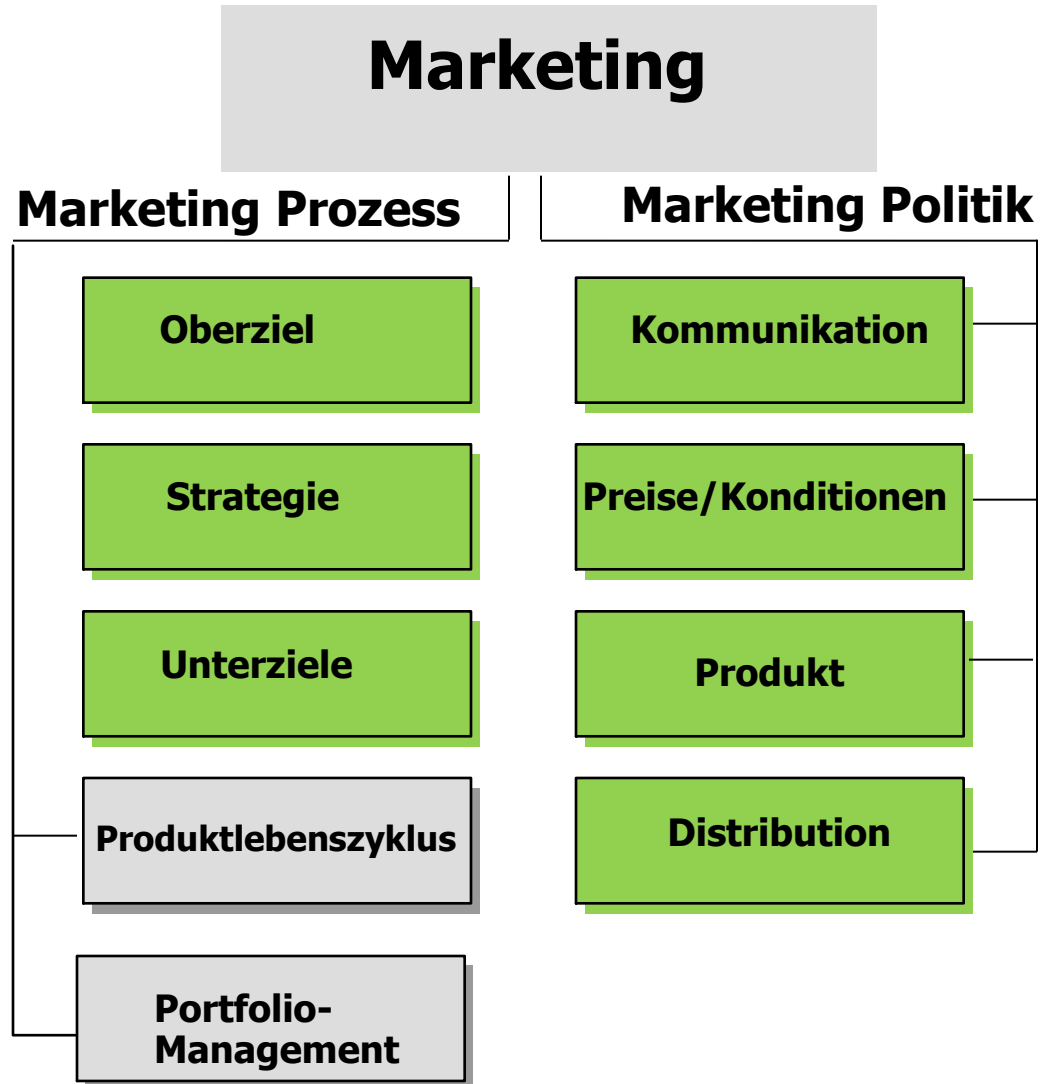 Marketing
Marketing Prozess
Marketing Politik
Oberziel
Strategie
Unterziele
Produktlebenszyklus
Portfolio-
Management
Kommunikation
Preise/Konditionen
Produkt
Distribution